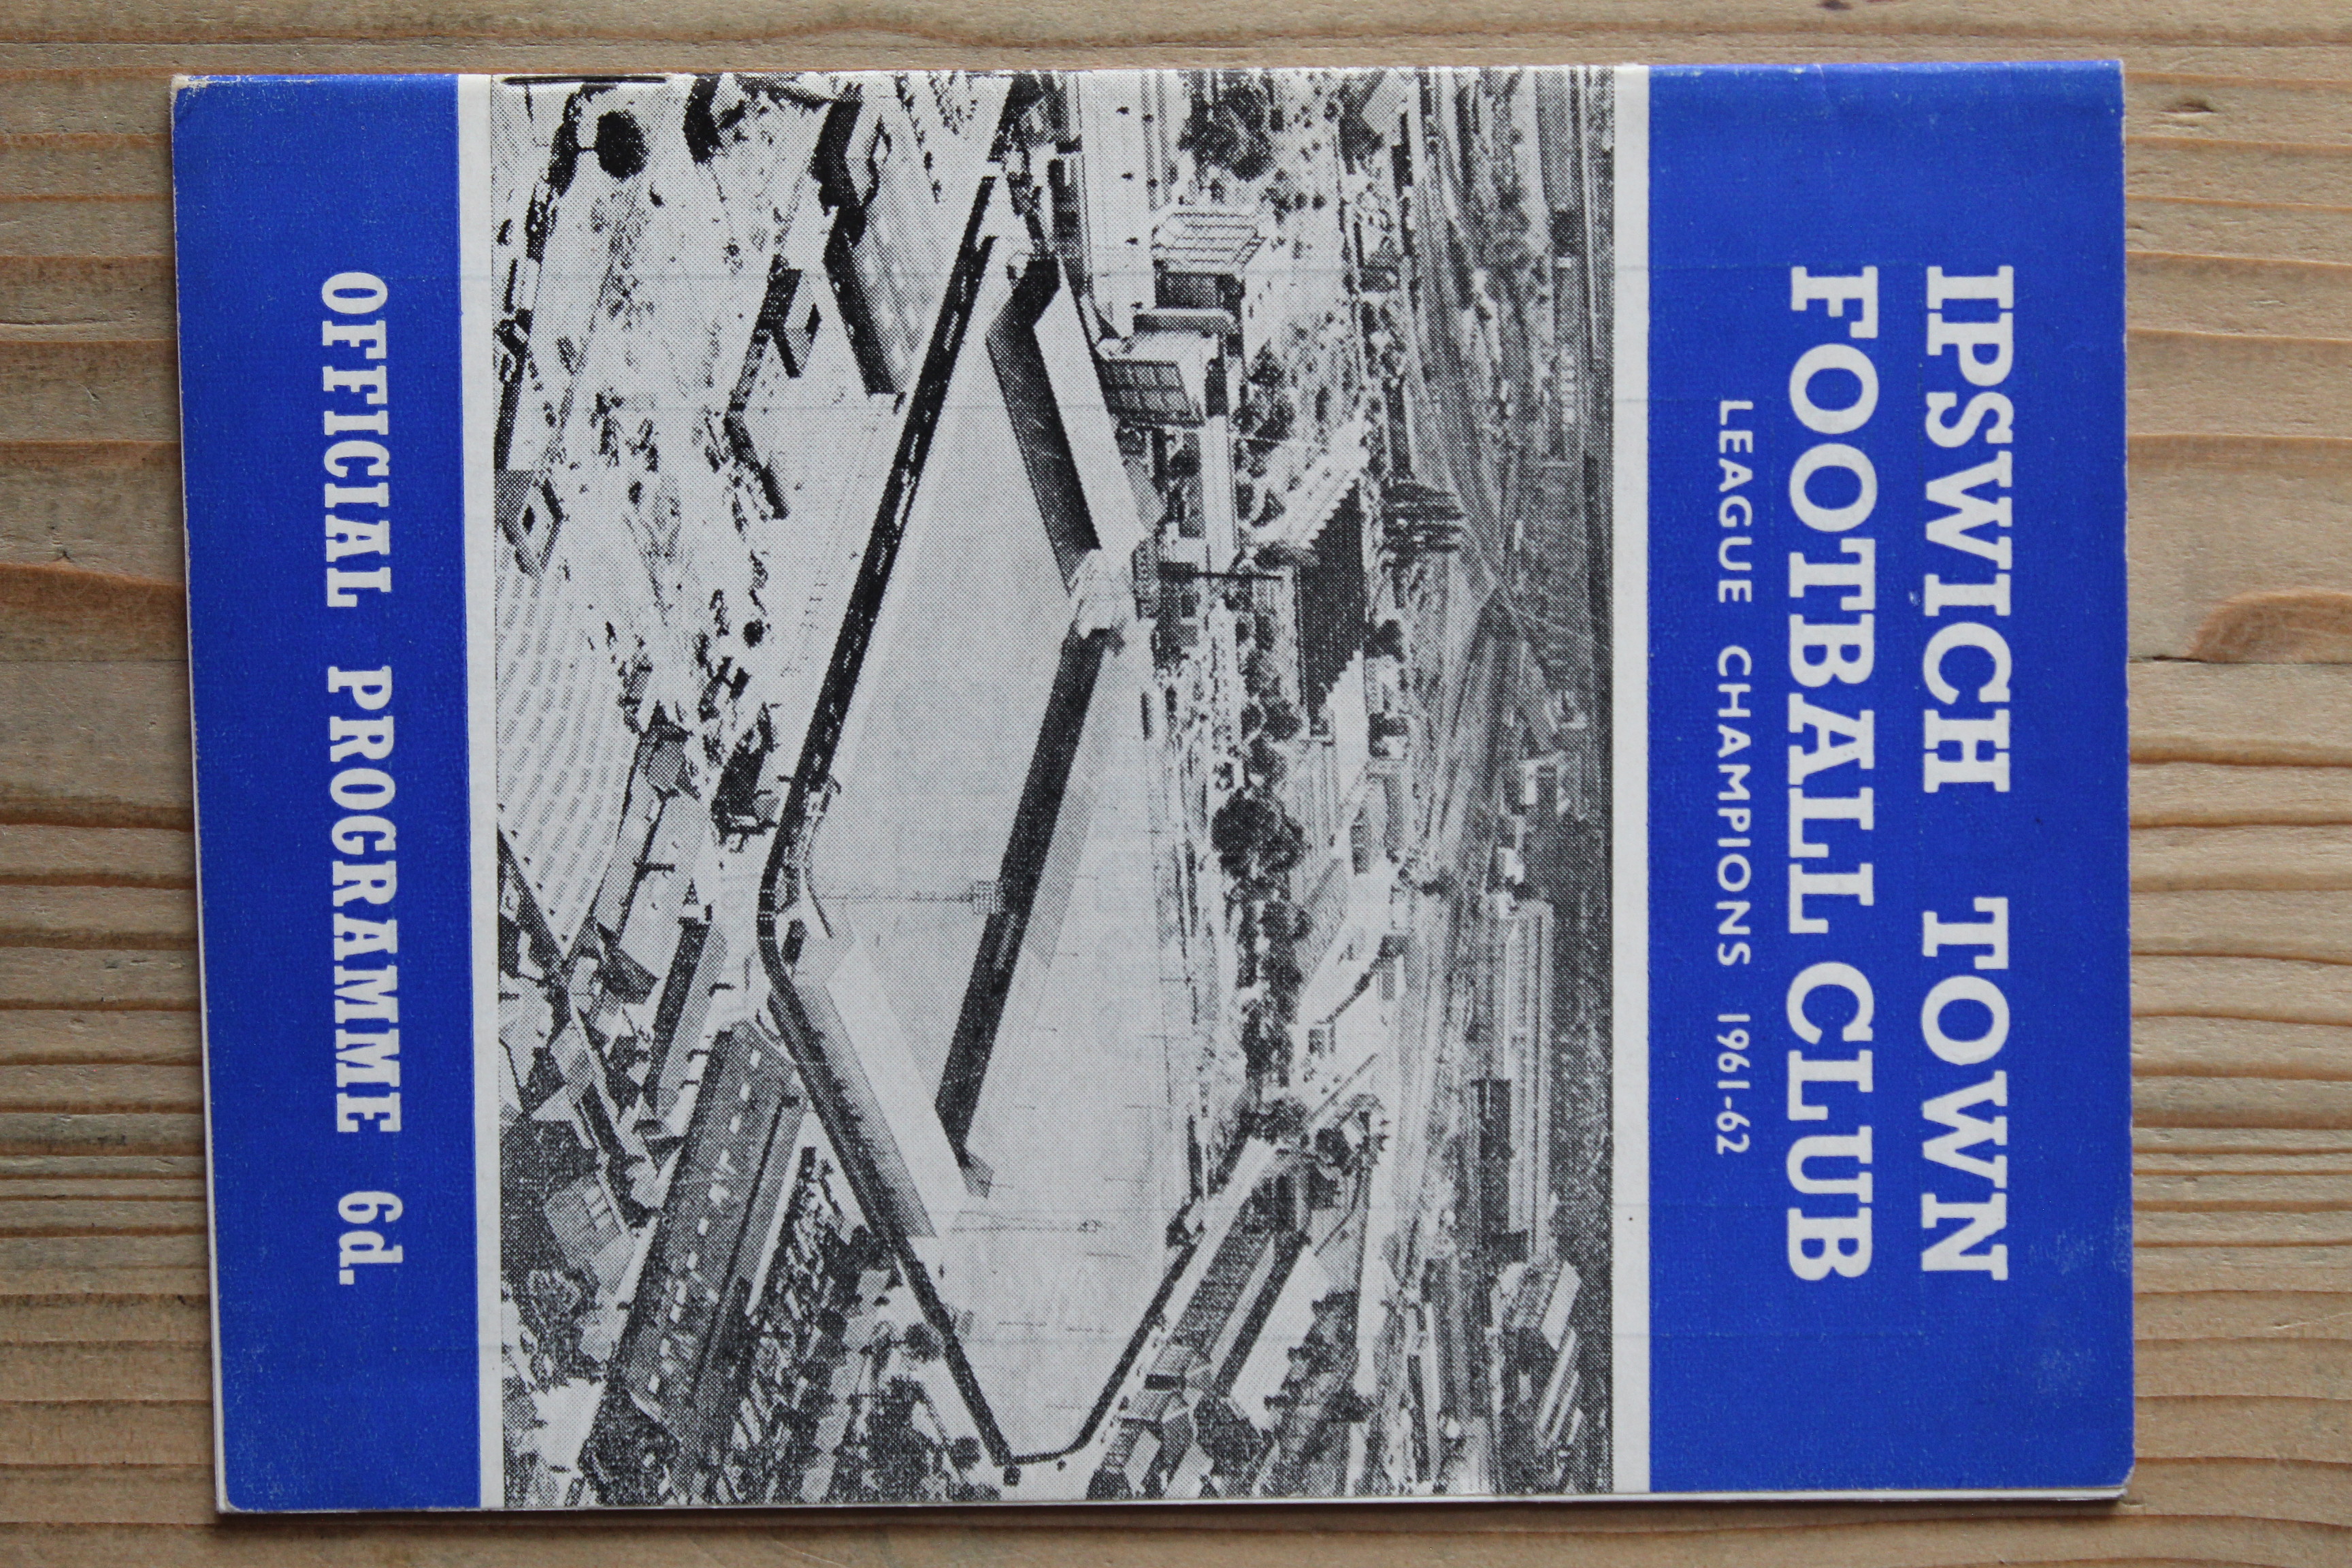 IPSWICH TOWN
FOOTBALL CLUB
LEAGUE CHAMPIONS 1961-62
OFFICIAL PROGRAMME 6d.